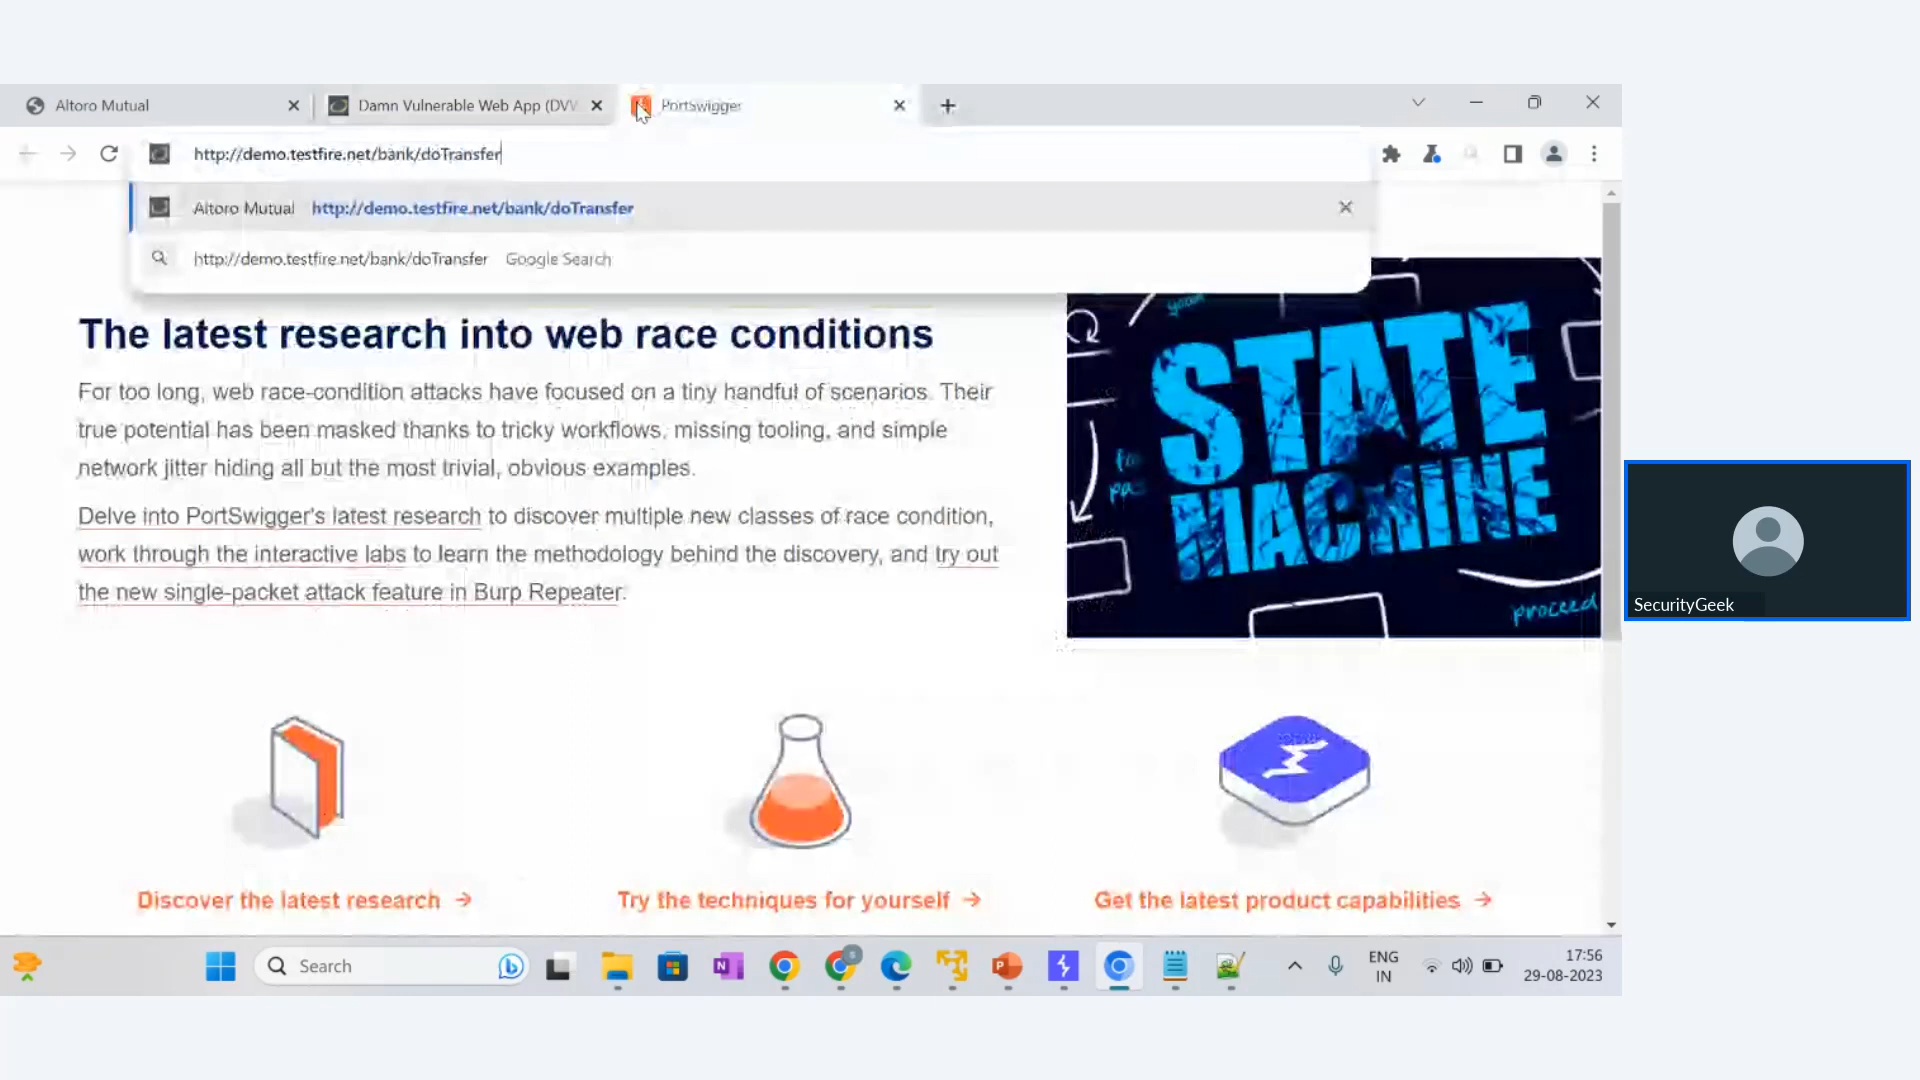 Altoro Mutual
Damn Vulnerable Web App (DVW
PortSwigger
http://demo.testfire.net/bank/doTransfer
Altoro Mutual http://demo.testfire.net/bank/doTransfer
http://demo.testfire.net/bank/doTransfer Google Search
The latest research into web race conditions
For too long, web race-condition attacks have focused on a tiny handful of scenarios. Their
true potential has been masked thanks to tricky workflows, missing tooling, and simple
network jitter hiding all but the most trivial, obvious examples.
Delve into PortSwigger's latest research to discover multiple new classes of race condition,
work through the interactive labs to learn the methodology behind the discovery, and try out
the new single-packet attack feature in Burp Repeater.
STATE
MACHINE
proceed
SecurityGeek
Discover the latest research →
Try the techniques for yourself →
Get the latest product capabilities →
Search
ENG
IN
17:56
29-08-2023